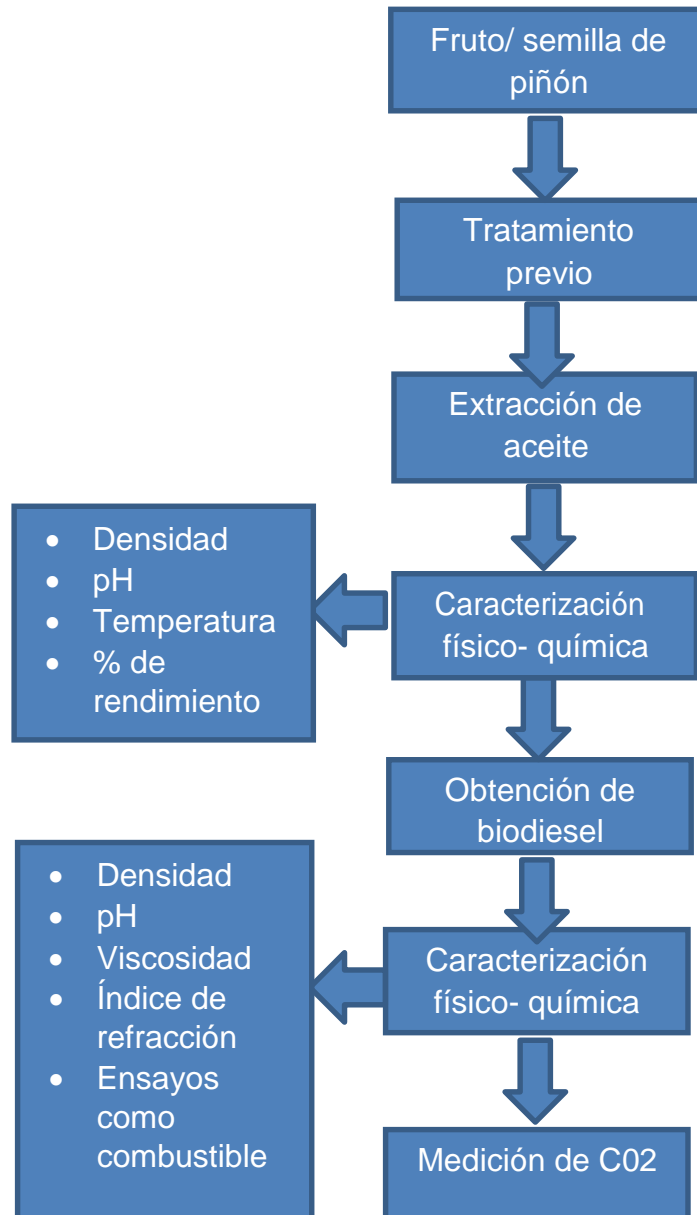 Fruto/ semilla de
piñón
Tratamiento
previo
Extracción de
aceite
Caracterización
físico- química
• Densidad
• pH
• Temperatura
• % de
rendimiento
Obtención de
biodiesel
Caracterización
físico- química
• Densidad
• pH
• Viscosidad
• Índice de
refracción
• Ensayos
como
combustible
Medición de C02